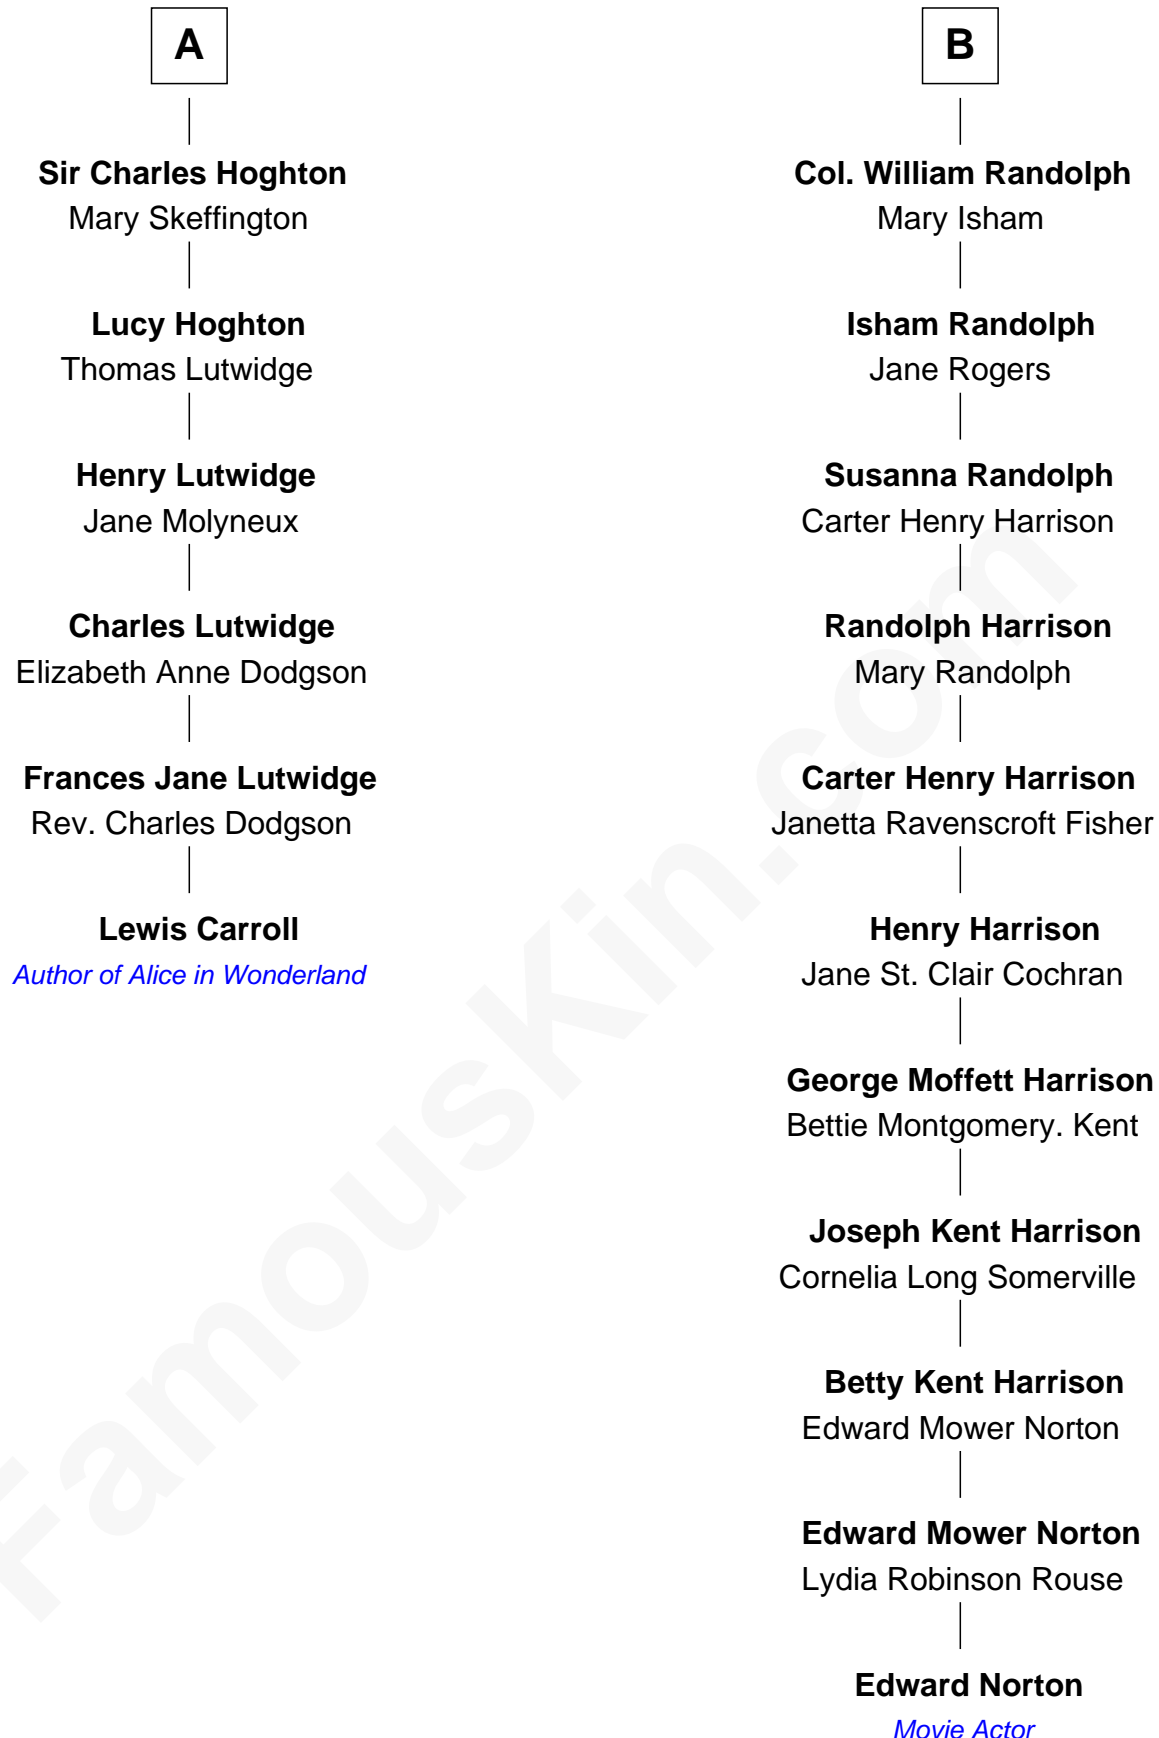 A
Sir Charles Hoghton
Mary Skeffington
Lucy Hoghton
Thomas Lutwidge
Henry Lutwidge
Jane Molyneux
Charles Lutwidge
Elizabeth Anne Dodgson
Frances Jane Lutwidge
Rev. Charles Dodgson
Lewis Carroll
Author of Alice in Wonderland
B
Col. William Randolph
Mary Isham
Isham Randolph
Jane Rogers
Susanna Randolph
Carter Henry Harrison
Randolph Harrison
Mary Randolph
Carter Henry Harrison
Janetta Ravenscroft Fisher
Henry Harrison
Jane St. Clair Cochran
George Moffett Harrison
Bettie Montgomery. Kent
Joseph Kent Harrison
Cornelia Long Somerville
Betty Kent Harrison
Edward Mower Norton
Edward Mower Norton
Lydia Robinson Rouse
Edward Norton
Movie Actor
FamousKin.com